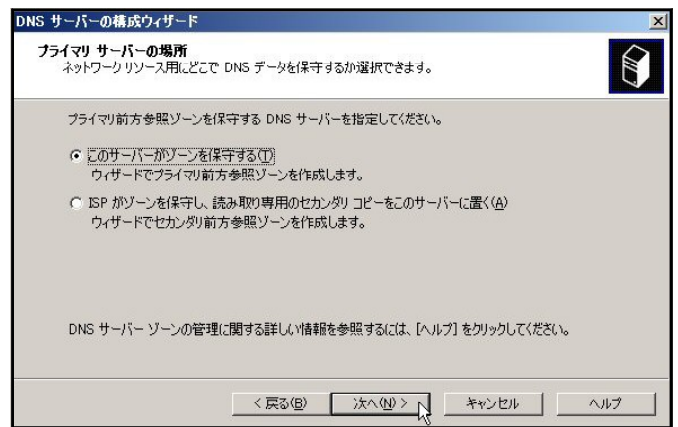 DNS サーバーの構成ウィザード
プライマリ サーバーの場所
ネットワーク リソース用にどこで DNS データを保守するか選択できます。
プライマリ前方参照ゾーンを保守する DNS サーバーを指定してください。
このサーバーがゾーンを保守する(T)
ウィザードでプライマリ前方参照ゾーンを作成します。
ISP がゾーンを保守し、読み取り専用のセカンダリ コピーをこのサーバーに置く(A)
ウィザードでセカンダリ前方参照ゾーンを作成します。
DNS サーバー ゾーンの管理に関する詳しい情報を参照するには、[ヘルプ] をクリックしてください。
< 戻る(B) 次へ(N) > キャンセル ヘルプ